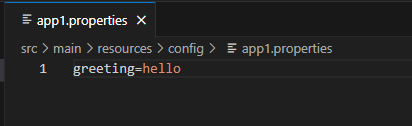 app1.properties
src > main > resources > config > app1.properties
1 greeting=hello